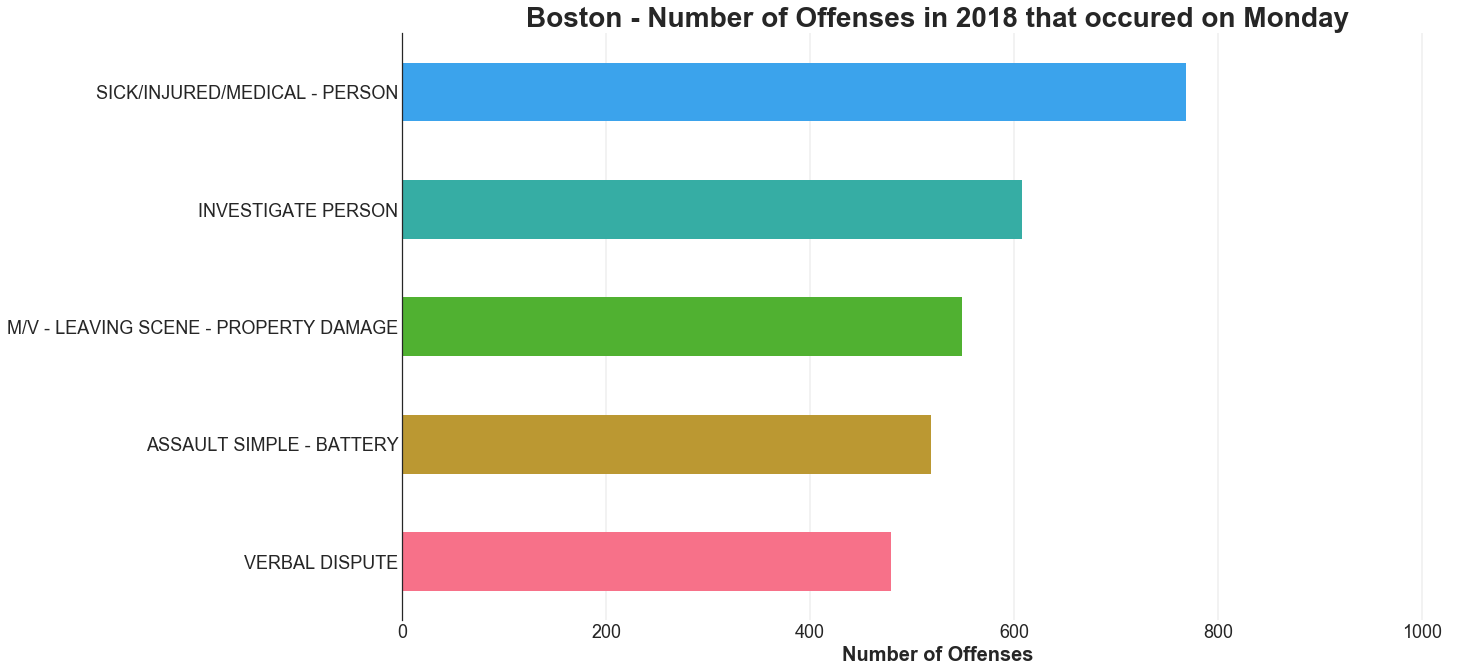 Boston - Number of Offenses in 2018 that occured on Monday
SICK/INJURED/MEDICAL - PERSON
INVESTIGATE PERSON
M/V - LEAVING SCENE - PROPERTY DAMAGE
ASSAULT SIMPLE - BATTERY
VERBAL DISPUTE
0 200 400 600 800 1000
Number of Offenses